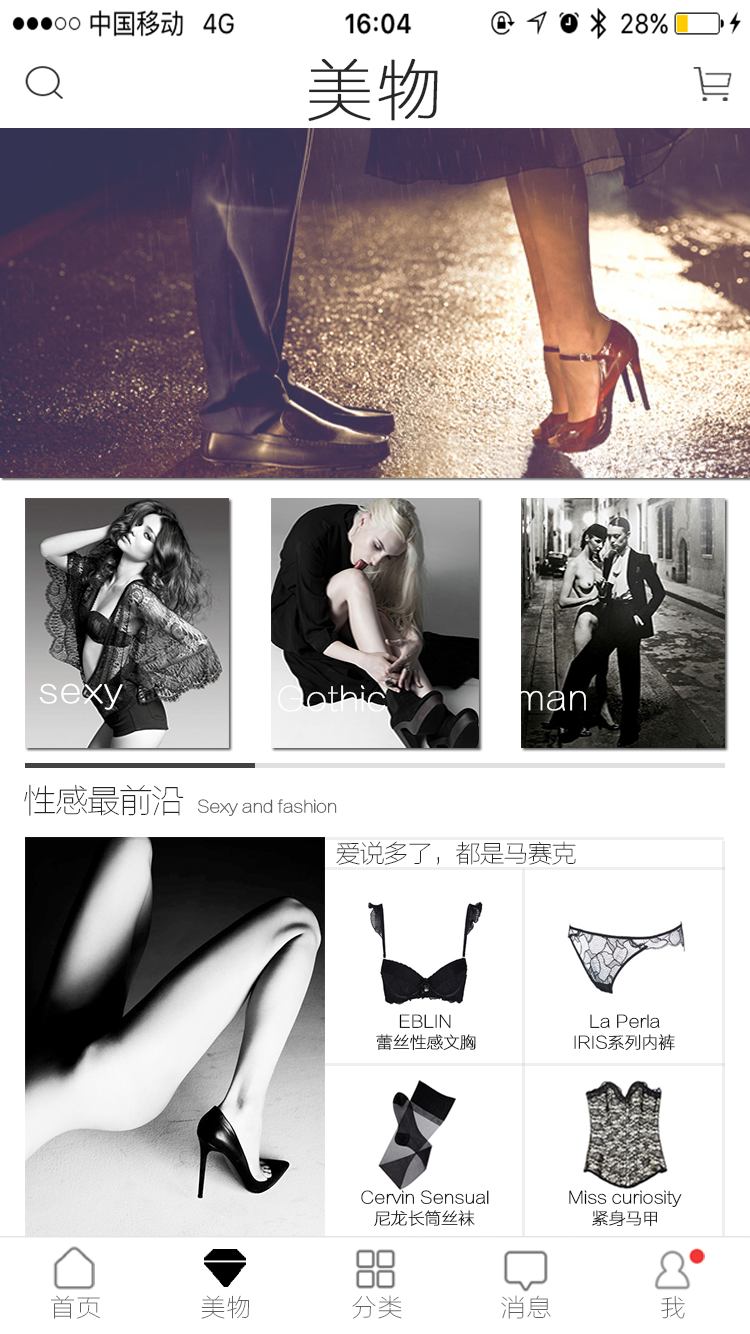 中国移动 4G 16:04 28%
美物
sexy
Gothic
man
性感最前沿 Sexy and fashion
爱说多了，都是马赛克
EBLIN
蕾丝性感文胸
La Perla
IRIS系列内裤
Cervin Sensual
尼龙长筒丝袜
Miss curiosity
紧身马甲
首页 美物 分类 消息 我